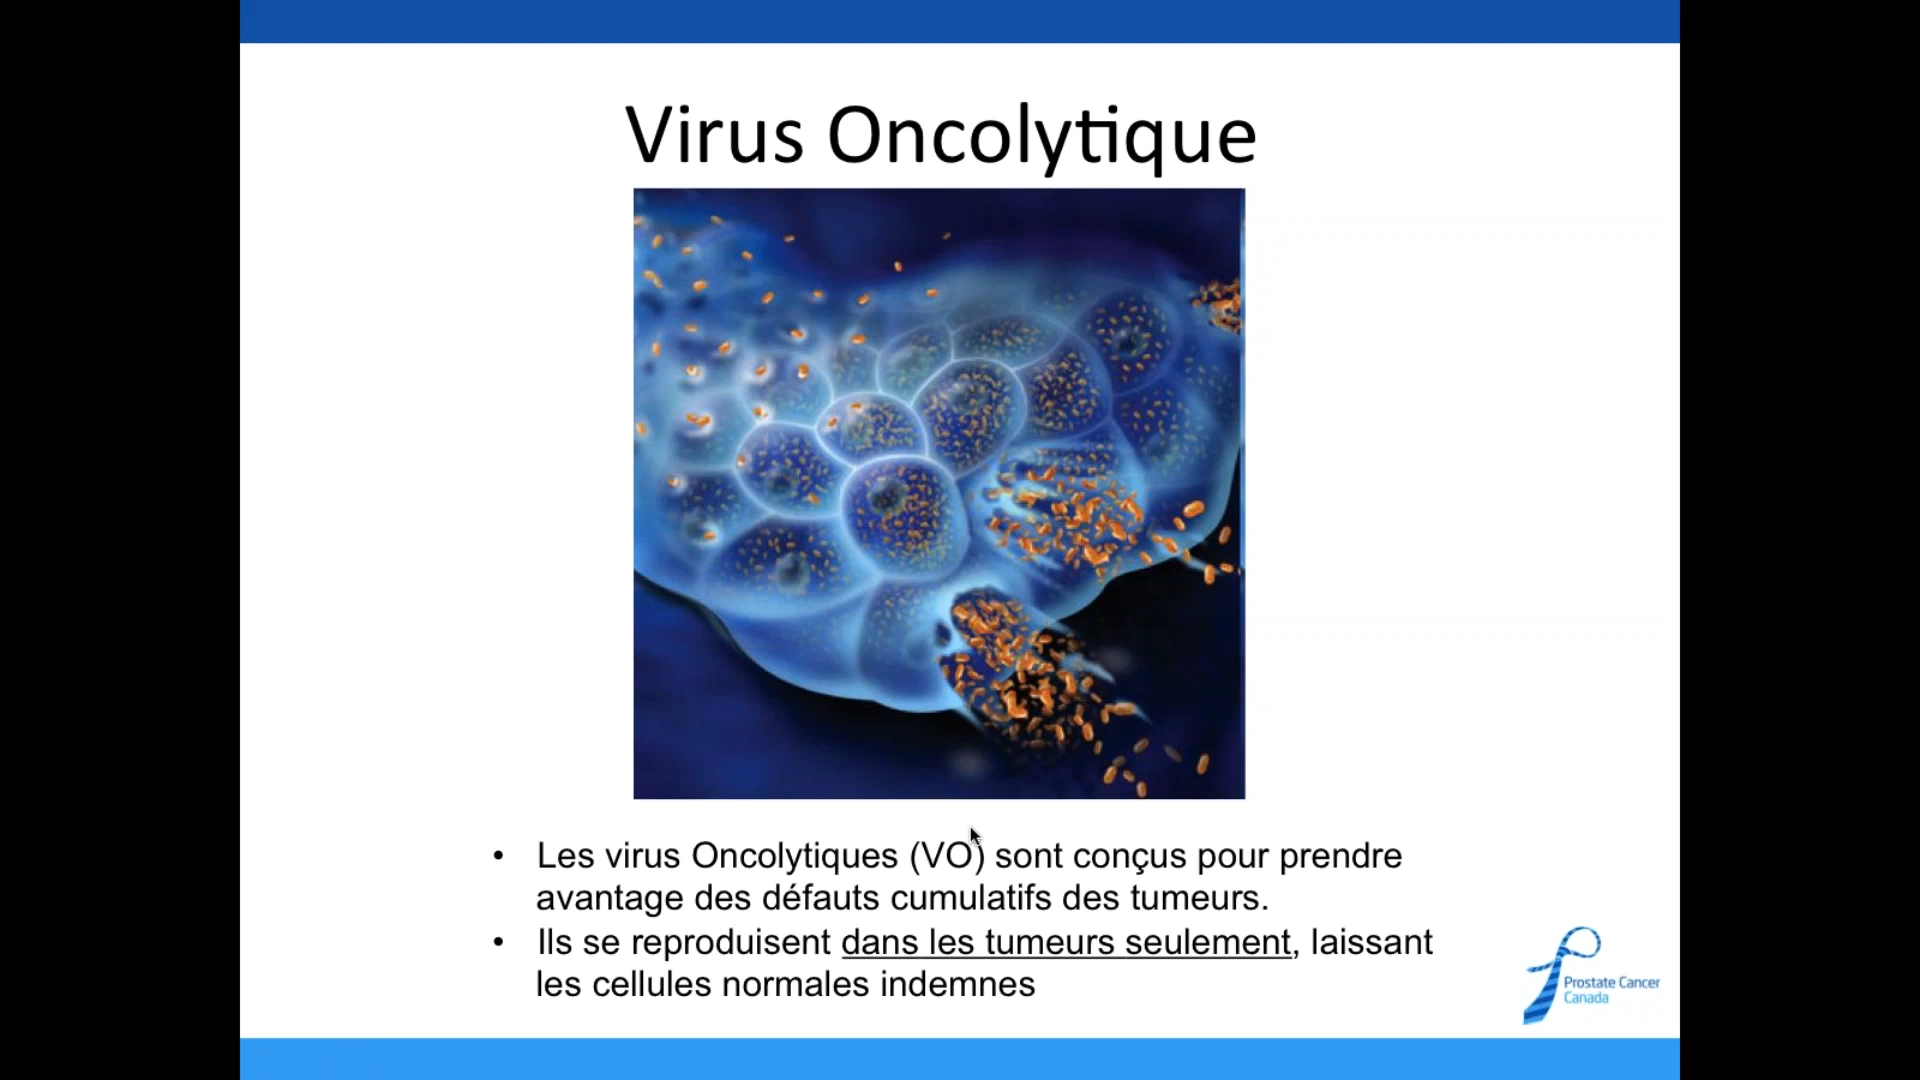 Virus Oncolytique
• Les virus Oncolytiques (VO) sont conçus pour prendre
avantage des défauts cumulatifs des tumeurs.
• Ils se reproduisent dans les tumeurs seulement, laissant
les cellules normales indemnes
Prostate Cancer
Canada